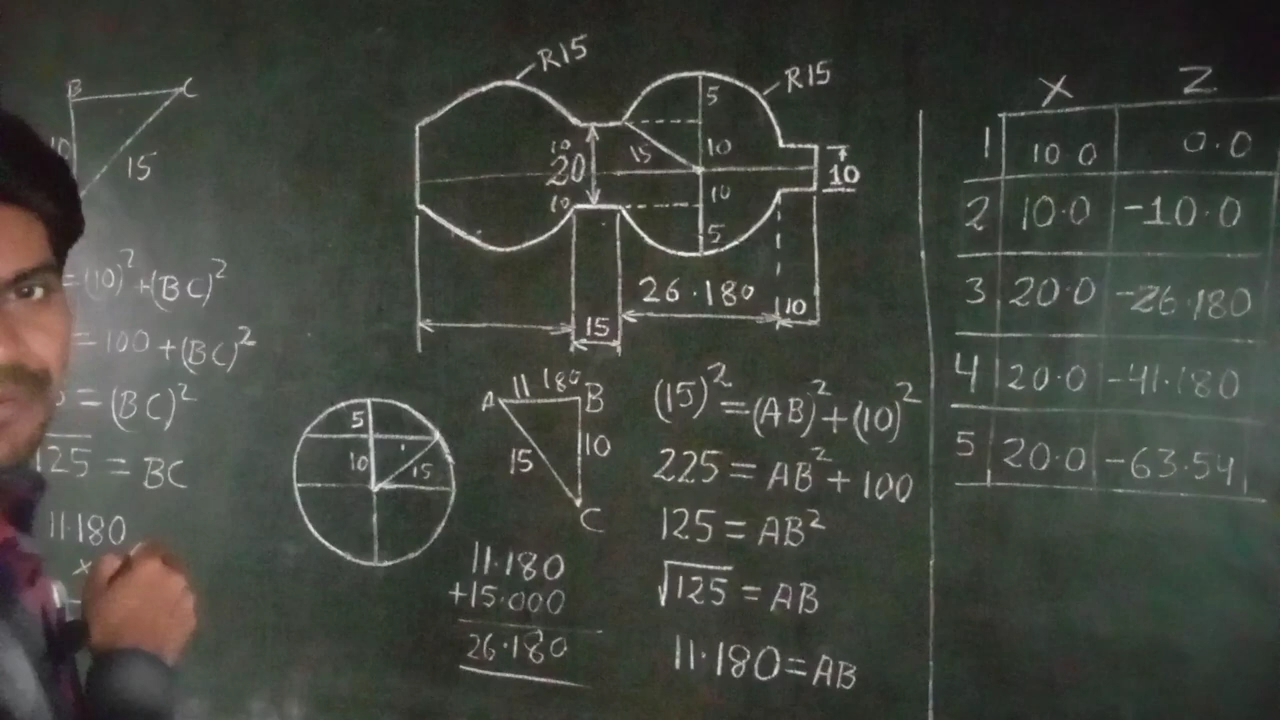 B C
10
15
=(10)²+(BC)²
=100+(BC)²
=(BC)²
125 = BC
11.180
x
R15
R15
5
10
20
10
15
10
10
5
10
26.180
15
10
5
10
15
A 11 180 B
15
10
C
11.180
+15.000
26.180
(15)²=(AB)²+(10)²
225=AB²+100
125=AB²
√125=AB
11.180=AB
X Z
1 10.0 0.0
2 10.0 -10.0
3 20.0 -26.180
4 20.0 -41.180
5 20.0 -63.54